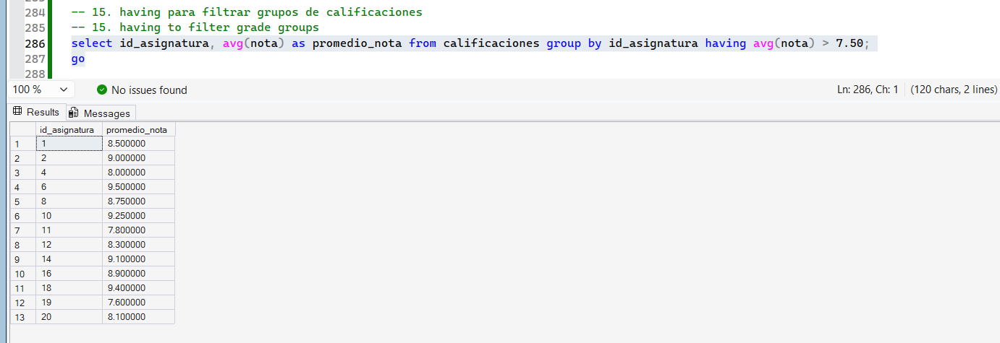 284 -- 15. having para filtrar grupos de calificaciones
285 -- 15. having to filter grade groups
286 select id_asignatura, avg(nota) as promedio_nota from calificaciones group by id_asignatura having avg(nota) > 7.50;
287 go
288
100 % No issues found Ln: 286, Ch: 1 (120 chars, 2 lines)
Results Messages
id_asignatura promedio_nota
1 1 8.500000
2 2 9.000000
3 4 8.000000
4 6 9.500000
5 8 8.750000
6 10 9.250000
7 11 7.800000
8 12 8.300000
9 14 9.100000
10 16 8.900000
11 18 9.400000
12 19 7.600000
13 20 8.100000